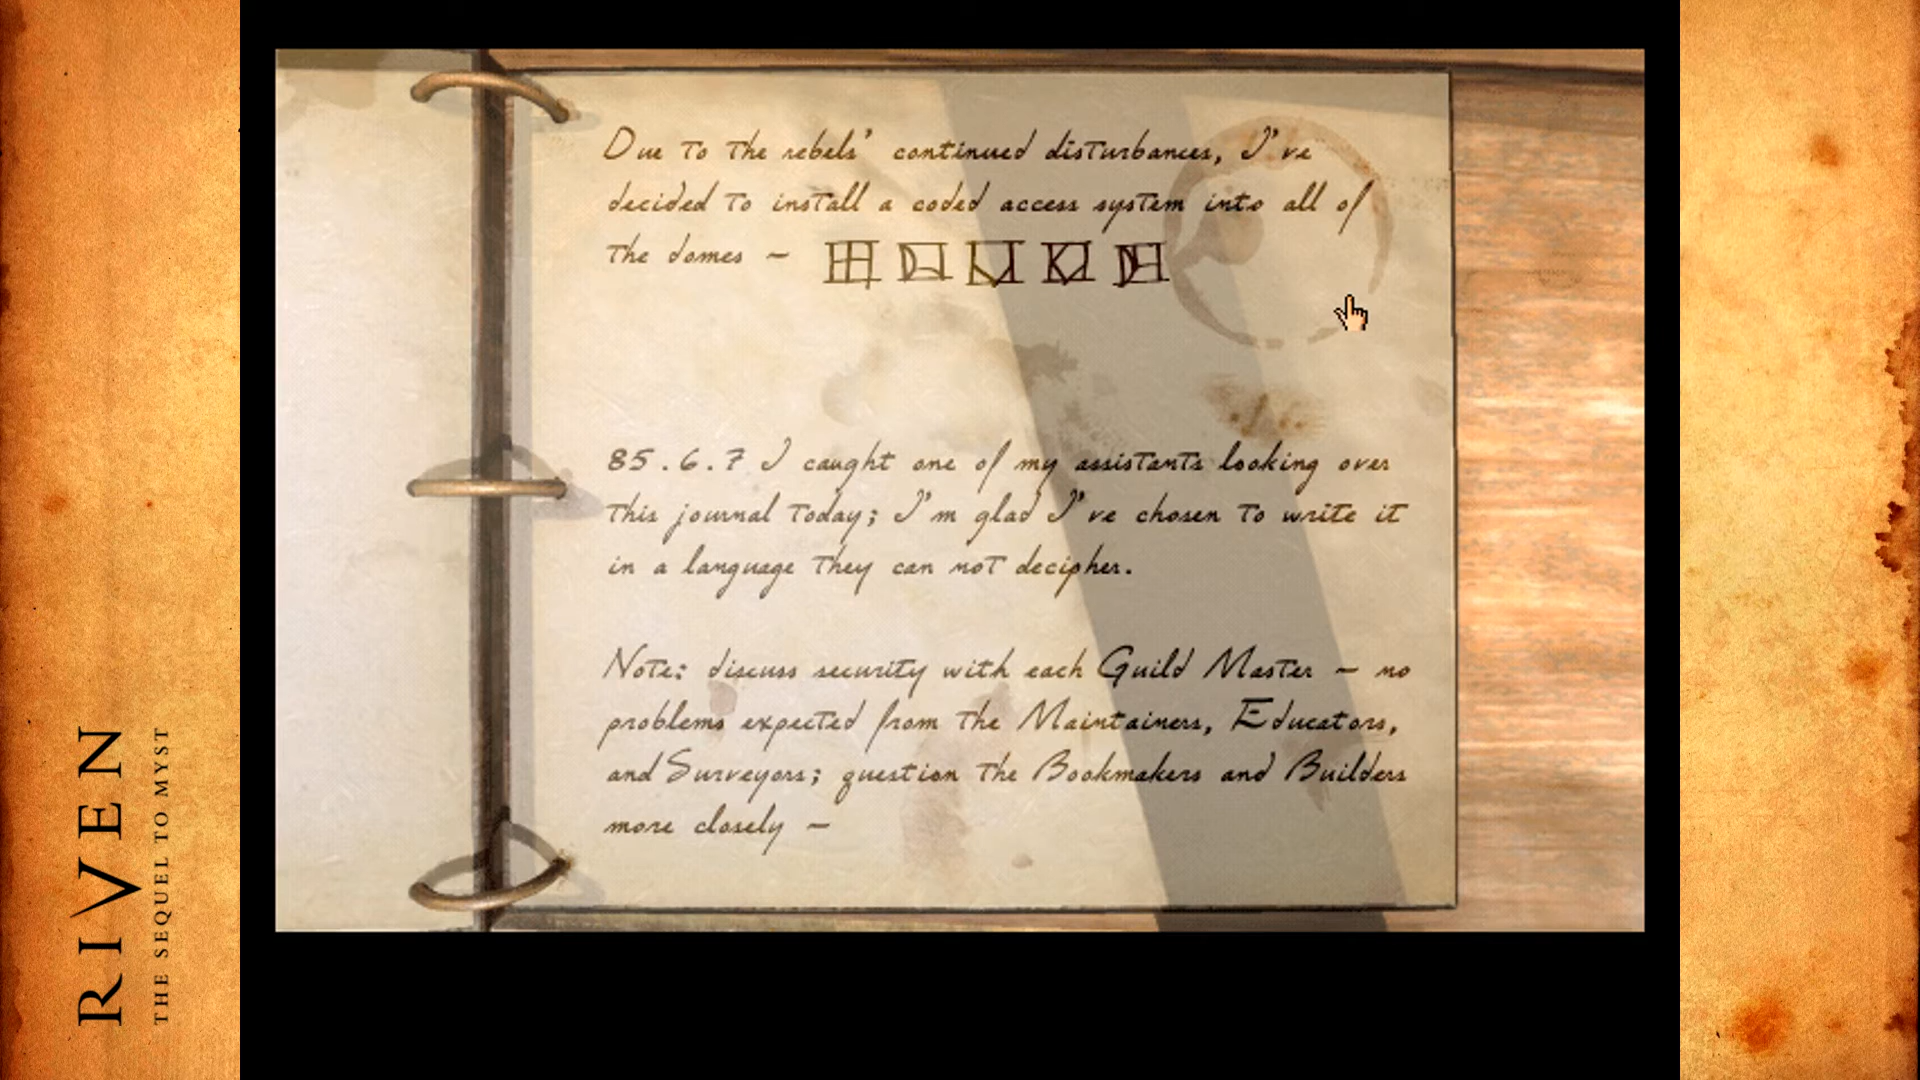 Due to the rebels' continued disturbances, I've
decided to install a coded access system into all of
the domes –
85.6.7 I caught one of my assistants looking over
this journal today; I'm glad I've chosen to write it
in a language they can not decipher.
Note: discuss security with each Guild Master – no
problems expected from the Maintainers, Educators,
and Surveyors; question the Bookmakers and Builders
more closely –
RIVEN
THE SEQUEL TO MYST